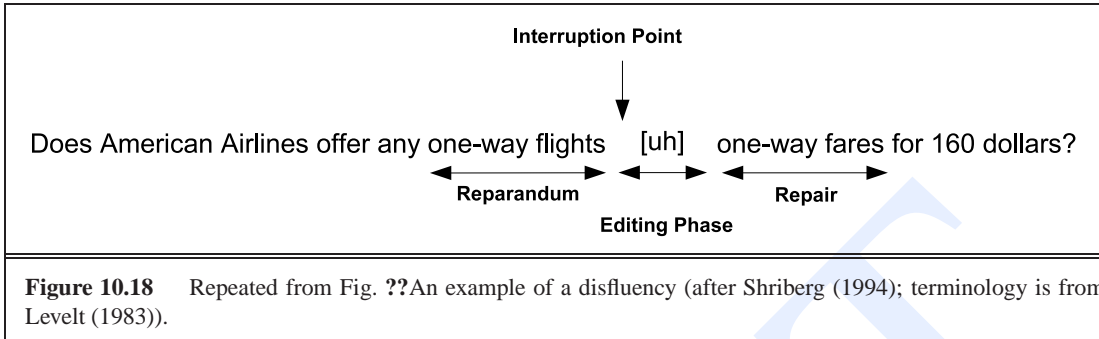 Interruption Point
Does American Airlines offer any one-way flights [uh] one-way fares for 160 dollars?
Reparandum Repair
Editing Phase
Figure 10.18 Repeated from Fig. ??An example of a disfluency (after Shriberg (1994); terminology is from
Levelt (1983)).